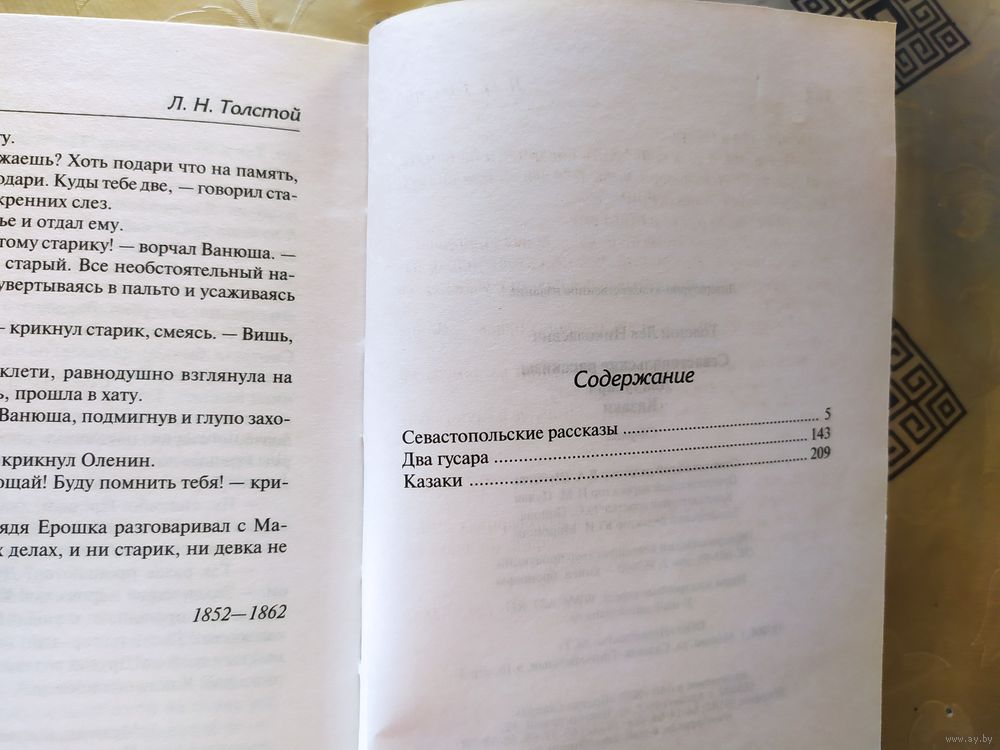 Л. Н. Толстой
жаешь? Хоть подари что на память,
одари. Куды тебе две, — говорил ста-
кренних слез.
ье и отдал ему.
тому старику! — ворчал Ванюша. —
старый. Все необстоятельный на-
увертываясь в пальто и усаживаясь
— крикнул старик, смеясь. — Вишь,
клети, равнодушно взглянула на
ь, прошла в хату.
Ванюша, подмигнув и глупо захо-
крикнул Оленин.
ощай! Буду помнить тебя! — кри-
ядя Ерошка разговаривал с Ма-
х делах, и ни старик, ни девка не
1852—1862
Содержание
Севастопольские рассказы ........ 5
Два гусара ........ 143
Казаки ........ 209
www.ay.by